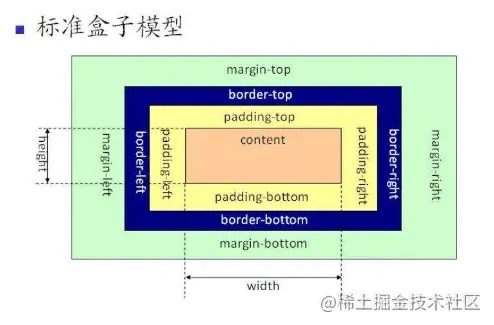 标准盒子模型
margin-top
border-top
padding-top
content
height
margin-left
border-left
padding-left
padding-right
border-right
margin-right
padding-bottom
border-bottom
margin-bottom
width
@稀土掘金技术社区